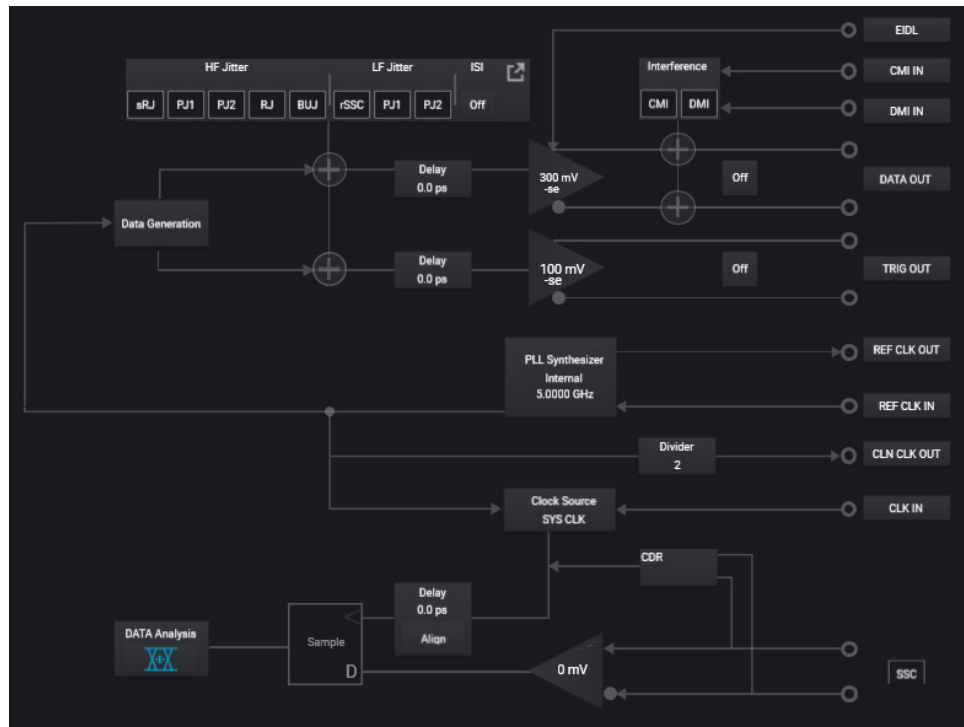 EIDL
HF Jitter
LF Jitter
ISI
Interference
CMI IN
sRJ
PJ1
PJ2
RJ
BUJ
rSSC
PJ1
PJ2
Off
CMI
DMI
DMI IN
Delay
0.0 ps
300 mV
-se
Off
DATA OUT
Data Generation
Delay
0.0 ps
100 mV
-se
Off
TRIG OUT
PLL Synthesizer
Internal
5.0000 GHz
REF CLK OUT
REF CLK IN
Divider
2
CLN CLK OUT
Clock Source
SYS CLK
CLK IN
CDR
Delay
0.0 ps
Align
DATA Analysis
Sample
D
0 mV
SSC